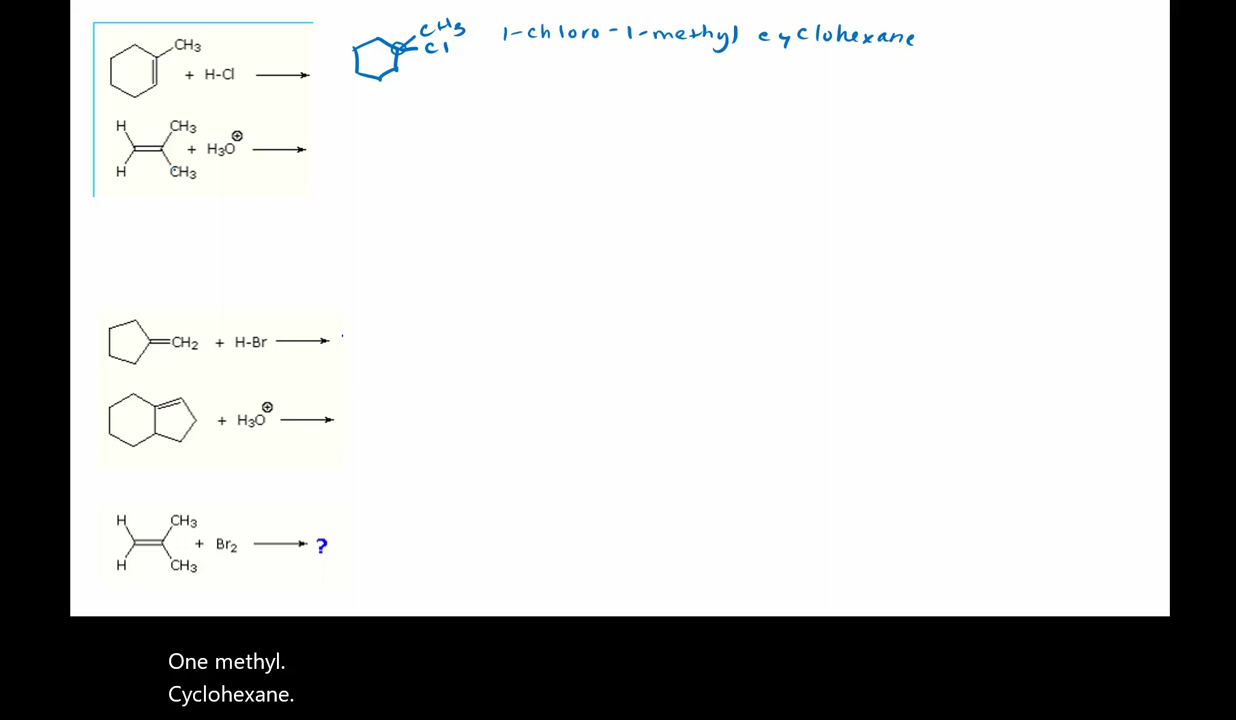 CH3
+ H-Cl
CH3
Cl
1-chloro-1-methyl cyclohexane
H CH3
+ H3O⊕
H CH3
=CH2 + H-Br
+ H3O⊕
H CH3
+ Br2 ?
H CH3
One methyl.
Cyclohexane.